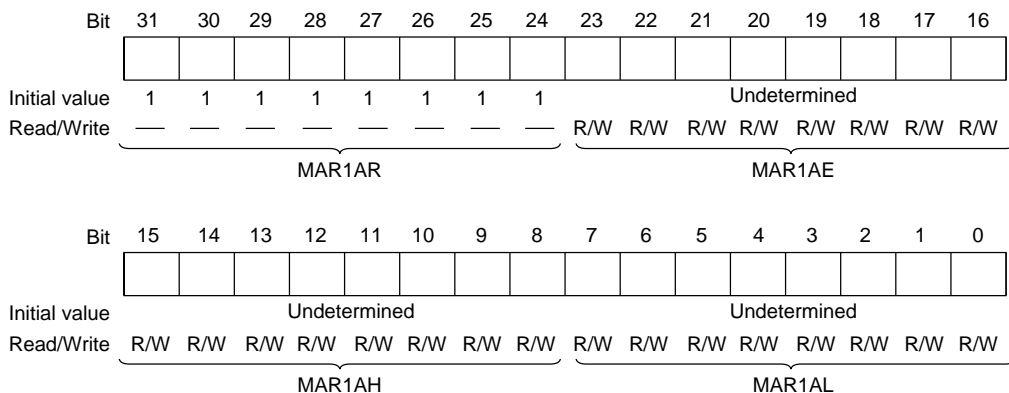 Bit 31 30 29 28 27 26 25 24 23 22 21 20 19 18 17 16
Initial value 1 1 1 1 1 1 1 1 Undetermined
Read/Write — — — — — — — — R/W R/W R/W R/W R/W R/W R/W R/W
MAR1AR MAR1AE
Bit 15 14 13 12 11 10 9 8 7 6 5 4 3 2 1 0
Initial value Undetermined Undetermined
Read/Write R/W R/W R/W R/W R/W R/W R/W R/W R/W R/W R/W R/W R/W R/W R/W R/W
MAR1AH MAR1AL